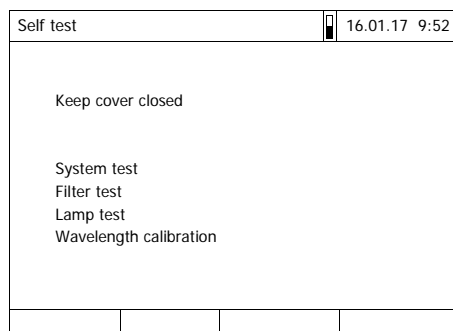 Self test 16.01.17 9:52
Keep cover closed
System test
Filter test
Lamp test
Wavelength calibration